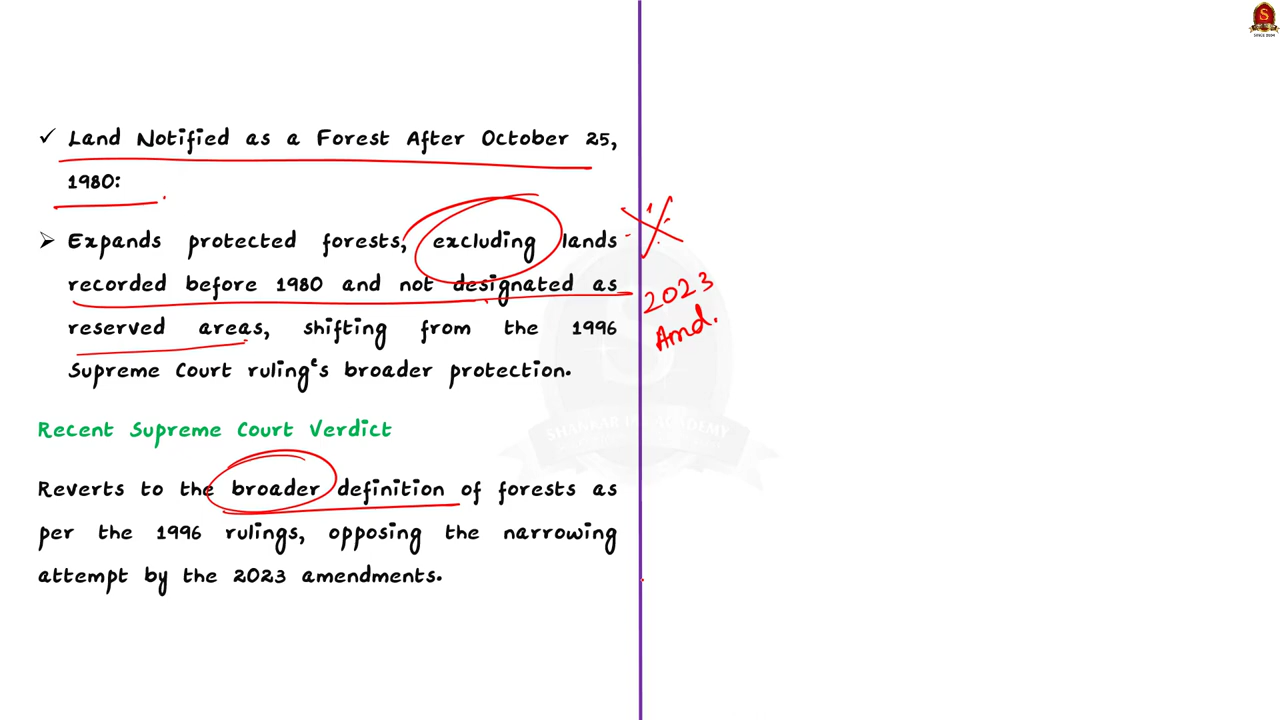 ✓ Land Notified as a Forest After October 25,
1980:
➤ Expands protected forests, excluding lands
recorded before 1980 and not designated as
reserved areas, shifting from the 1996
Supreme Court ruling's broader protection.
Recent Supreme Court Verdict
Reverts to the broader definition of forests as
per the 1996 rulings, opposing the narrowing
attempt by the 2023 amendments.
2023
Amd.
SHANKAR IAS ACADEMY
S